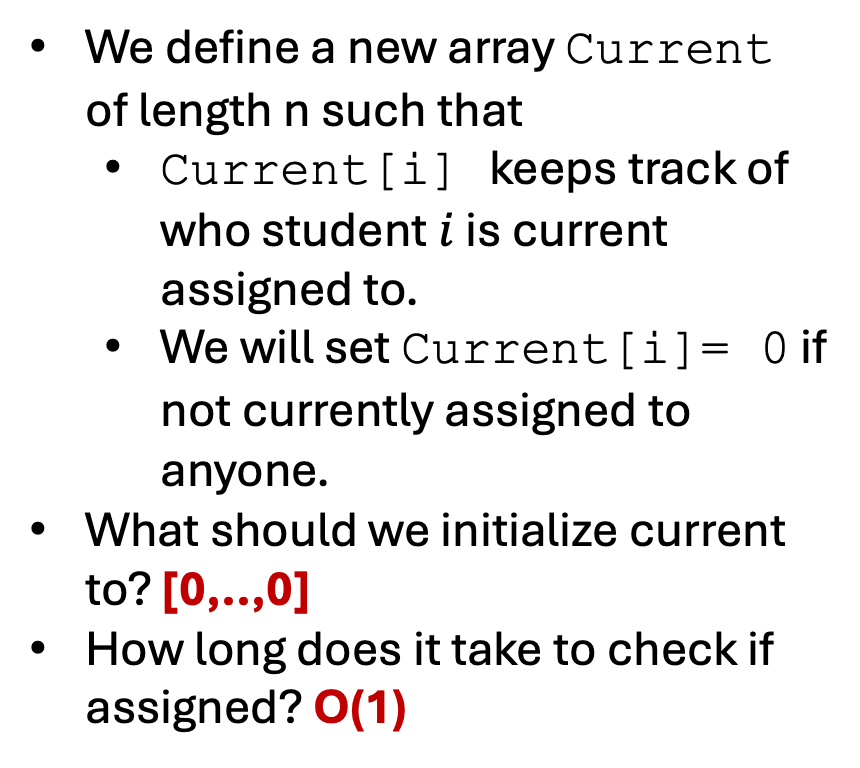 • We define a new array Current
of length n such that
• Current[i] keeps track of
who student i is current
assigned to.
• We will set Current[i]= 0 if
not currently assigned to
anyone.
• What should we initialize current
to? [0,..,0]
• How long does it take to check if
assigned? O(1)